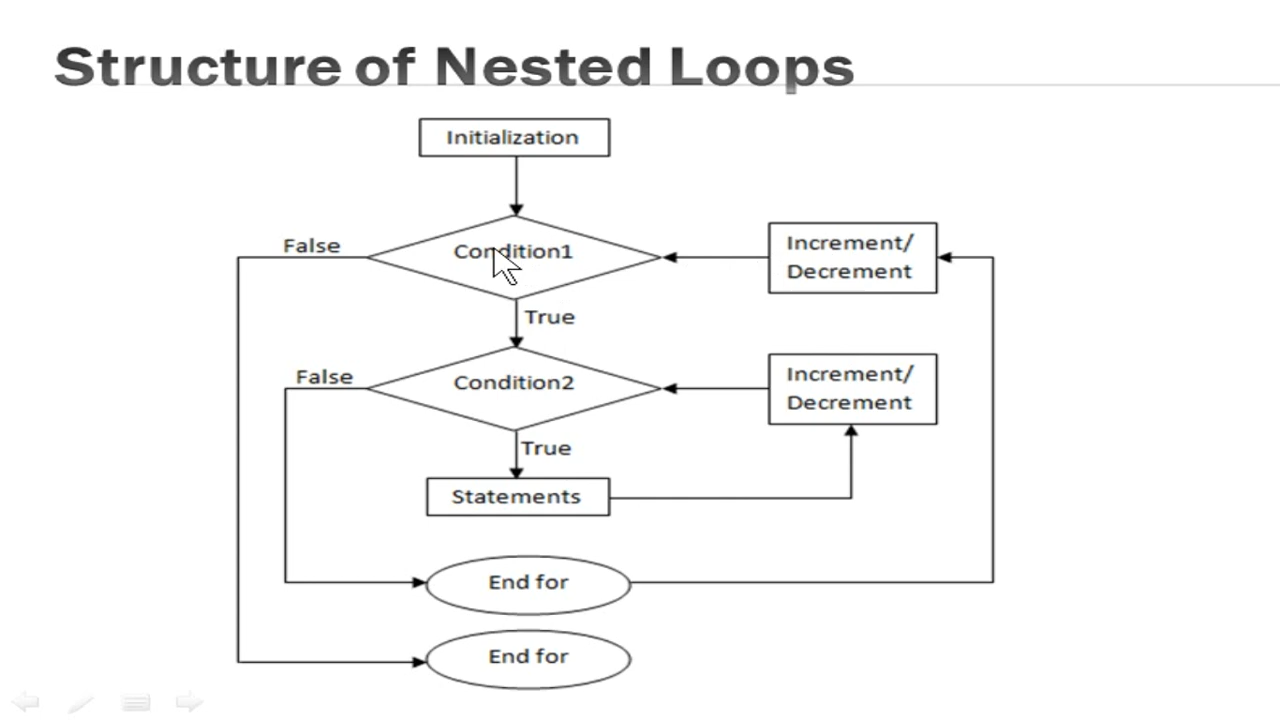 Structure of Nested Loops
Initialization
False
Condition1
Increment/
Decrement
True
False
Condition2
Increment/
Decrement
True
Statements
End for
End for